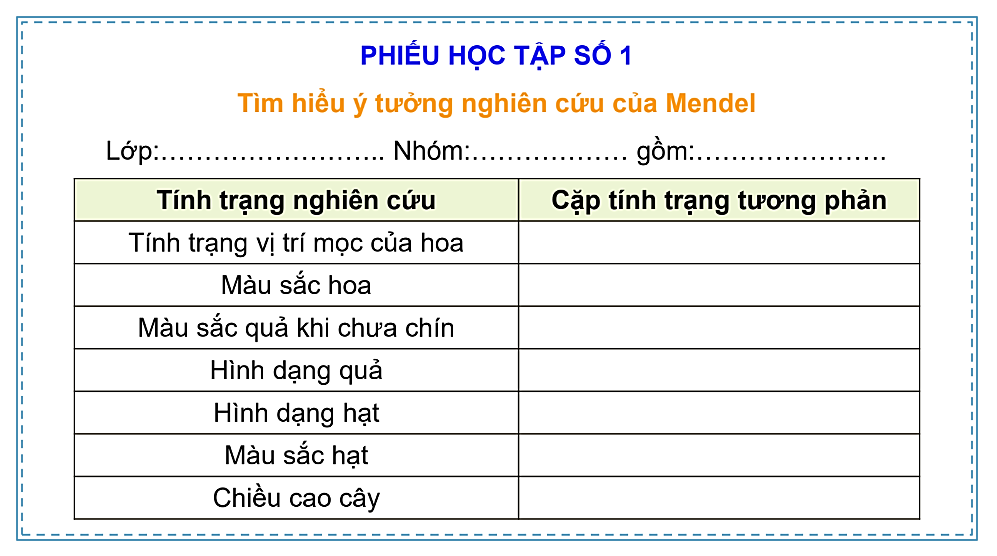 PHIẾU HỌC TẬP SỐ 1
Tìm hiểu ý tưởng nghiên cứu của Mendel
Lớp:…………………….. Nhóm:……………… gồm:………………….
Tính trạng nghiên cứu Cặp tính trạng tương phản
Tính trạng vị trí mọc của hoa
Màu sắc hoa
Màu sắc quả khi chưa chín
Hình dạng quả
Hình dạng hạt
Màu sắc hạt
Chiều cao cây